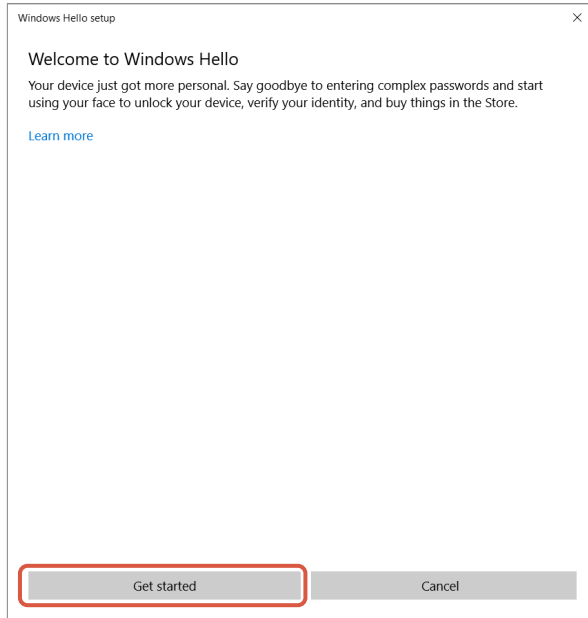 Windows Hello setup
Welcome to Windows Hello
Your device just got more personal. Say goodbye to entering complex passwords and start
using your face to unlock your device, verify your identity, and buy things in the Store.
Learn more
Get started
Cancel